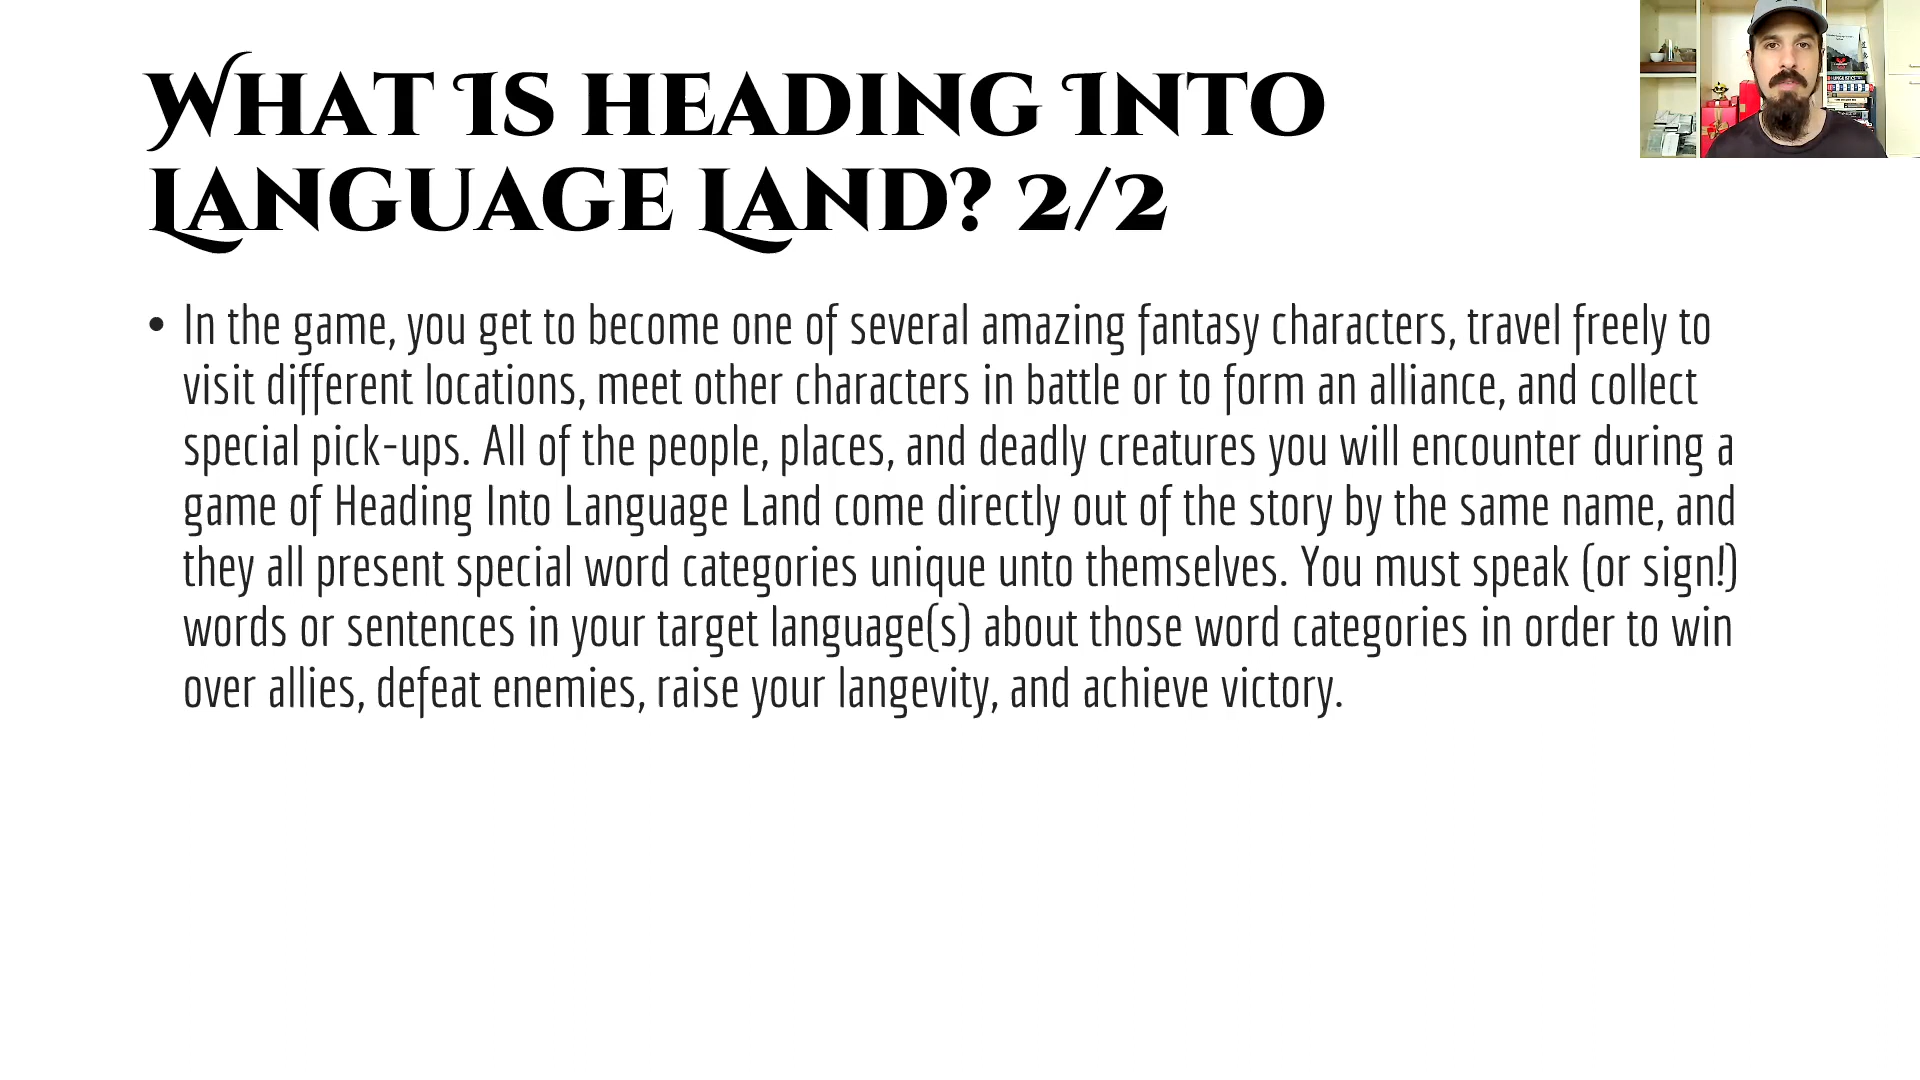 What Is Heading Into
Language Land? 2/2
• In the game, you get to become one of several amazing fantasy characters, travel freely to
visit different locations, meet other characters in battle or to form an alliance, and collect
special pick-ups. All of the people, places, and deadly creatures you will encounter during a
game of Heading Into Language Land come directly out of the story by the same name, and
they all present special word categories unique unto themselves. You must speak (or sign!)
words or sentences in your target language(s) about those word categories in order to win
over allies, defeat enemies, raise your langevity, and achieve victory.